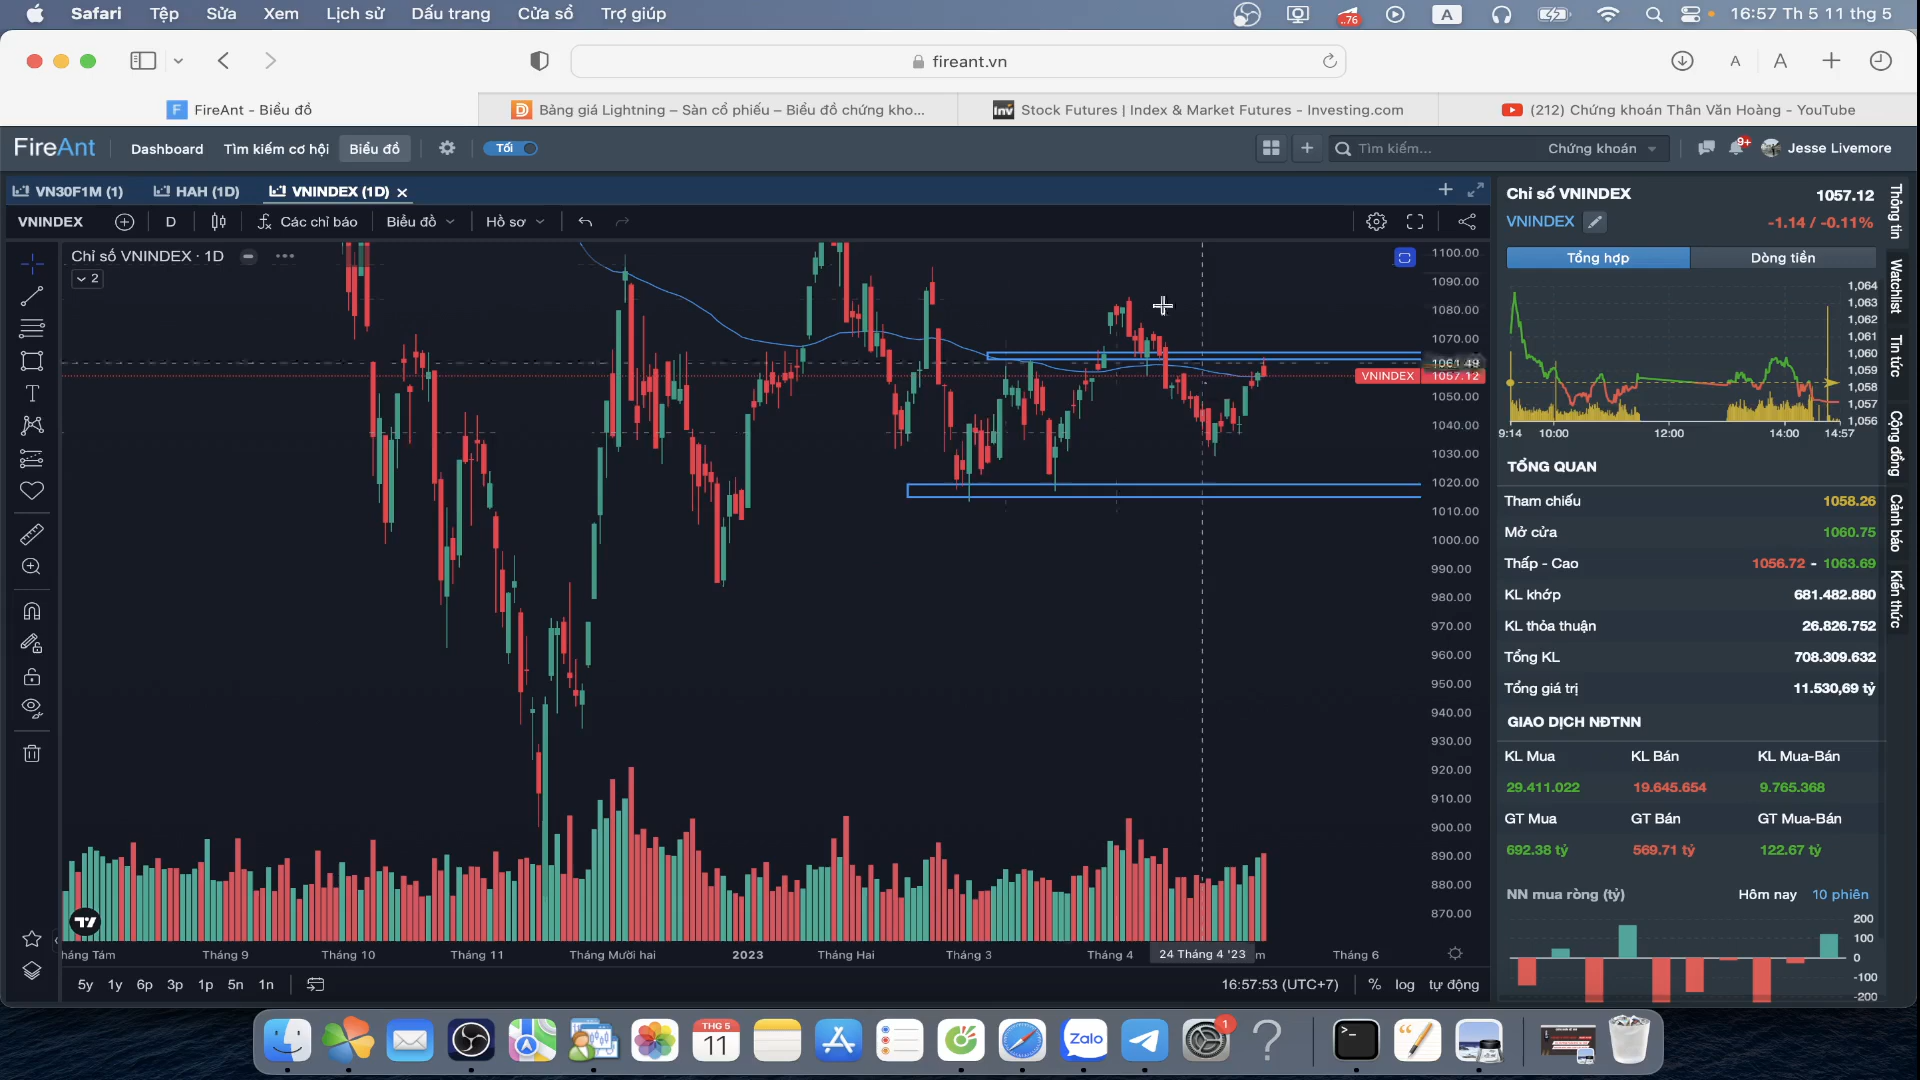 Safari Tệp Sửa Xem Lịch sử Dấu trang Cửa sổ Trợ giúp .76 A 16:57 Th 5 11 thg 5
fireant.vn A A
F FireAnt - Biểu đồ
Bảng giá Lightning – Sàn cổ phiếu – Biểu đồ chứng kho...
Inv Stock Futures | Index & Market Futures - Investing.com
(212) Chứng khoán Thân Văn Hoàng - YouTube
FireAnt Dashboard Tìm kiếm cơ hội Biểu đồ Tối Tìm kiếm... Chứng khoán 9+ Jesse Livemore
VN30F1M (1) HAH (1D) VNINDEX (1D)
VNINDEX D Các chỉ báo Biểu đồ Hồ sơ
Chỉ số VNINDEX · 1D
2
1100.00
1090.00
1080.00
1070.00
1061.49
VNINDEX 1057.12
1050.00
1040.00
1030.00
1020.00
1010.00
1000.00
990.00
980.00
970.00
960.00
950.00
940.00
930.00
920.00
910.00
900.00
890.00
880.00
870.00
háng Tám Tháng 9 Tháng 10 Tháng 11 Tháng Mười hai 2023 Tháng Hai Tháng 3 Tháng 4 24 Tháng 4 '23 m Tháng 6
5y 1y 6p 3p 1p 5n 1n 16:57:53 (UTC+7) % log tự động
Chỉ số VNINDEX 1057.12
VNINDEX -1.14 / -0.11%
Tổng hợp Dòng tiền
1,064
1,063
1,062
1,061
1,060
1,059
1,058
1,057
1,056
9:14 10:00 12:00 14:00 14:57
TỔNG QUAN
Tham chiếu 1058.26
Mở cửa 1060.75
Thấp - Cao 1056.72 - 1063.69
KL khớp 681.482.880
KL thỏa thuận 26.826.752
Tổng KL 708.309.632
Tổng giá trị 11.530,69 tỷ
GIAO DỊCH NĐTNN
KL Mua KL Bán KL Mua-Bán
29.411.022 19.645.654 9.765.368
GT Mua GT Bán GT Mua-Bán
692.38 tỷ 569.71 tỷ 122.67 tỷ
NN mua ròng (tỷ) Hôm nay 10 phiên
200
100
0
-100
-200
Thông tin
Watchlist
Tin tức
Cộng đồng
Cảnh báo
Kiến thức
THG 5
11
Zalo
1